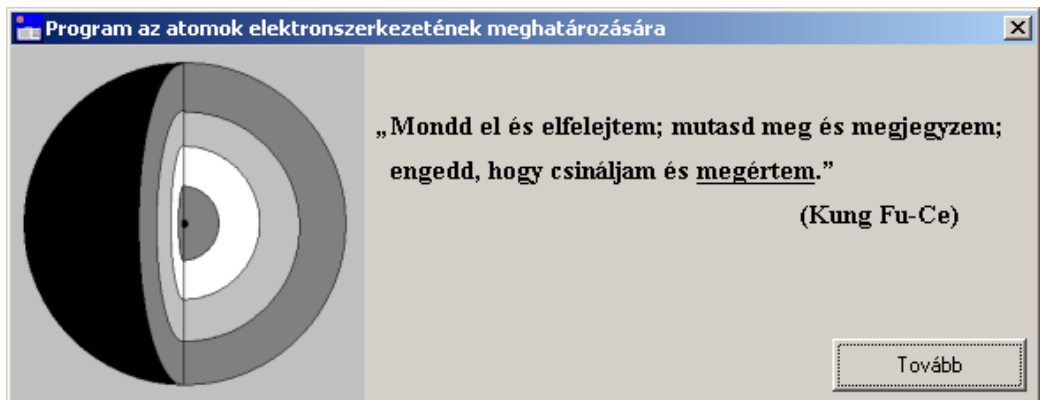 Program az atomok elektronszerkezetének meghatározására
„Mondd el és elfelejtem; mutasd meg és megjegyzem;
engedd, hogy csináljam és megértem.”
(Kung Fu-Ce)
Tovább